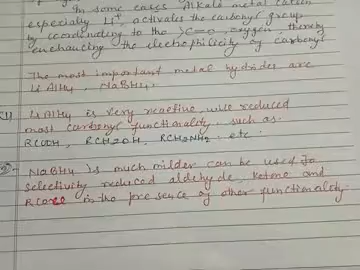 In some cases Alkali metal cation
especially Li+, activates the carbonyl group
by coordinating to the >C=O oxygen, thereby
enhancing the electrophilicity of carbonyl
The most important metal hydrides are
LiAlH4, NaBH4.
LiAlH4 is very reactive, will reduced
most carbonyl functionality such as.
RCOOH, RCH2OH, RCH2NH2 etc.
2- NaBH4 is much milder can be used to
selectivity reduced aldehyde ketone and
in the presence of other functionality.